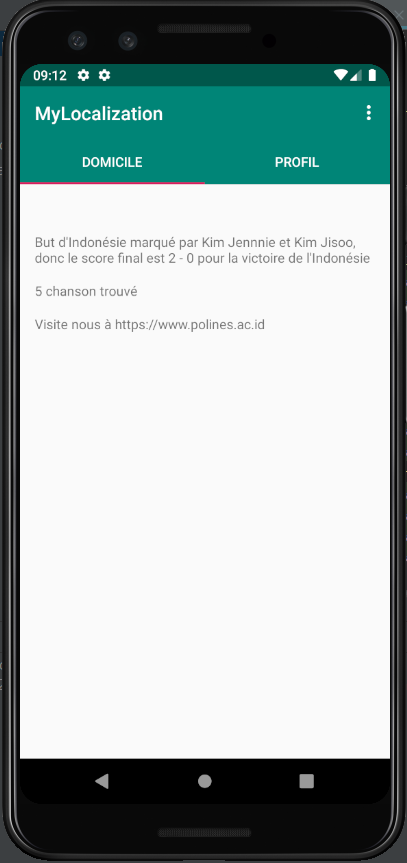 09:12
MyLocalization
DOMICILE PROFIL
But d'Indonésie marqué par Kim Jennnie et Kim Jisoo,
donc le score final est 2 - 0 pour la victoire de l'Indonésie
5 chanson trouvé
Visite nous à https://www.polines.ac.id